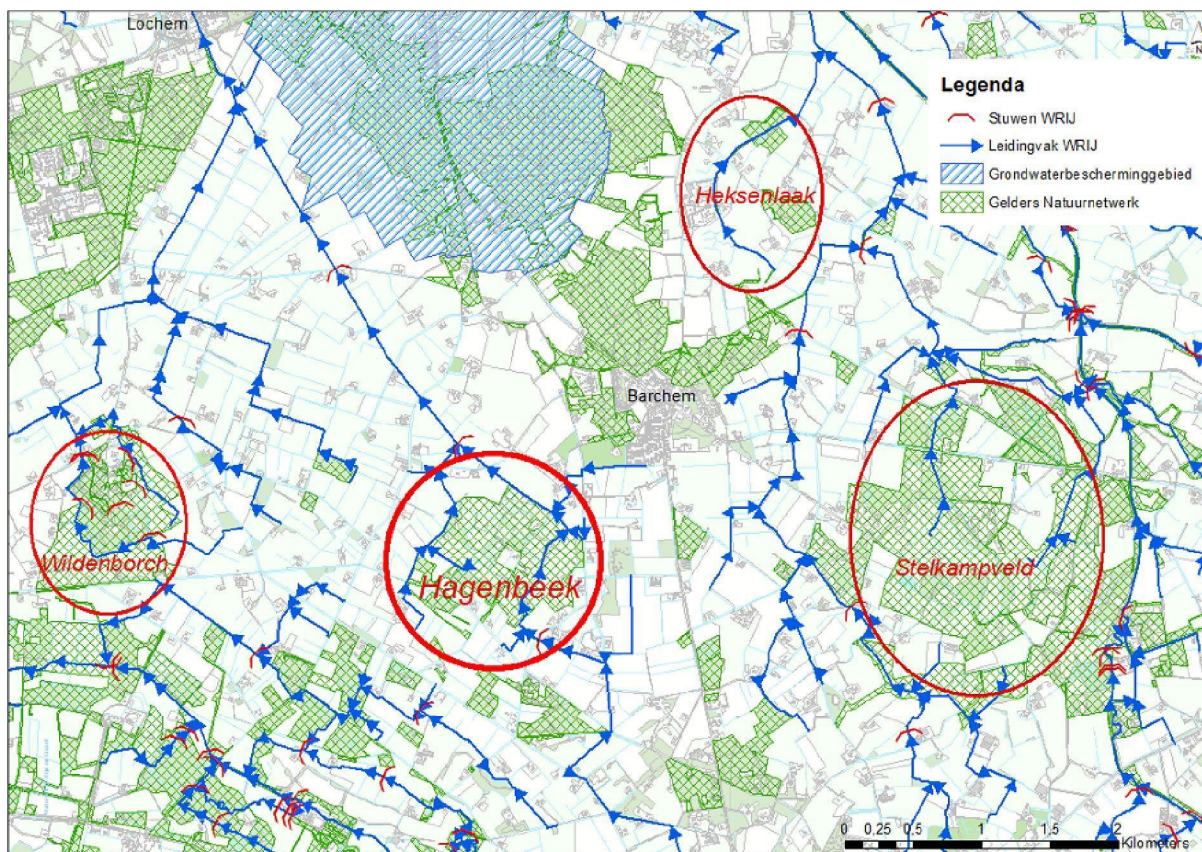 Lochem
N
Legenda
Stuwen WRIJ
Leidingvak WRIJ
Grondwaterbescherminggebied
Gelders Natuurnetwerk
Heksenlaak
Barchem
Wildenborch
Hagenbeek
Stelkampveld
0 0.25 0.5 1 1.5 2
Kilometers